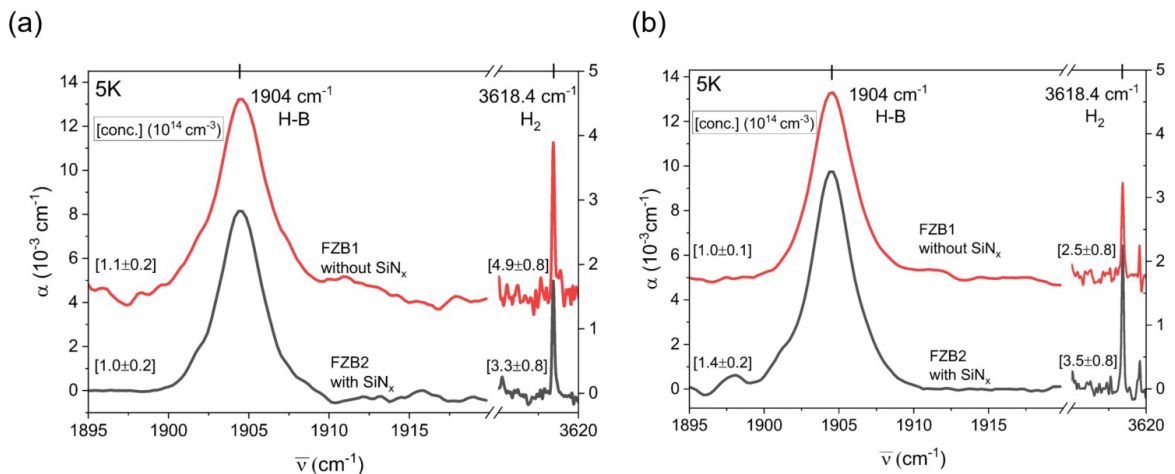 (a)
5K
1904 cm⁻¹
H-B
3618.4 cm⁻¹
H₂
[conc.] (10¹⁴ cm⁻³)
FZB1
without SiNₓ
[1.1±0.2]
[4.9±0.8]
FZB2
with SiNₓ
[1.0±0.2]
[3.3±0.8]
α (10⁻³ cm⁻¹)
14
12
10
8
6
4
2
0
5
4
3
2
1
0
1895
1900
1905
1910
1915
3620
ν̅ (cm⁻¹)
(b)
5K
1904 cm⁻¹
H-B
3618.4 cm⁻¹
H₂
[conc.] (10¹⁴ cm⁻³)
FZB1
without SiNₓ
[1.0±0.1]
[2.5±0.8]
FZB2
with SiNₓ
[1.4±0.2]
[3.5±0.8]
α (10⁻³cm⁻¹)
14
12
10
8
6
4
2
0
5
4
3
2
1
0
1895
1900
1905
1910
1915
3620
ν̅ (cm⁻¹)